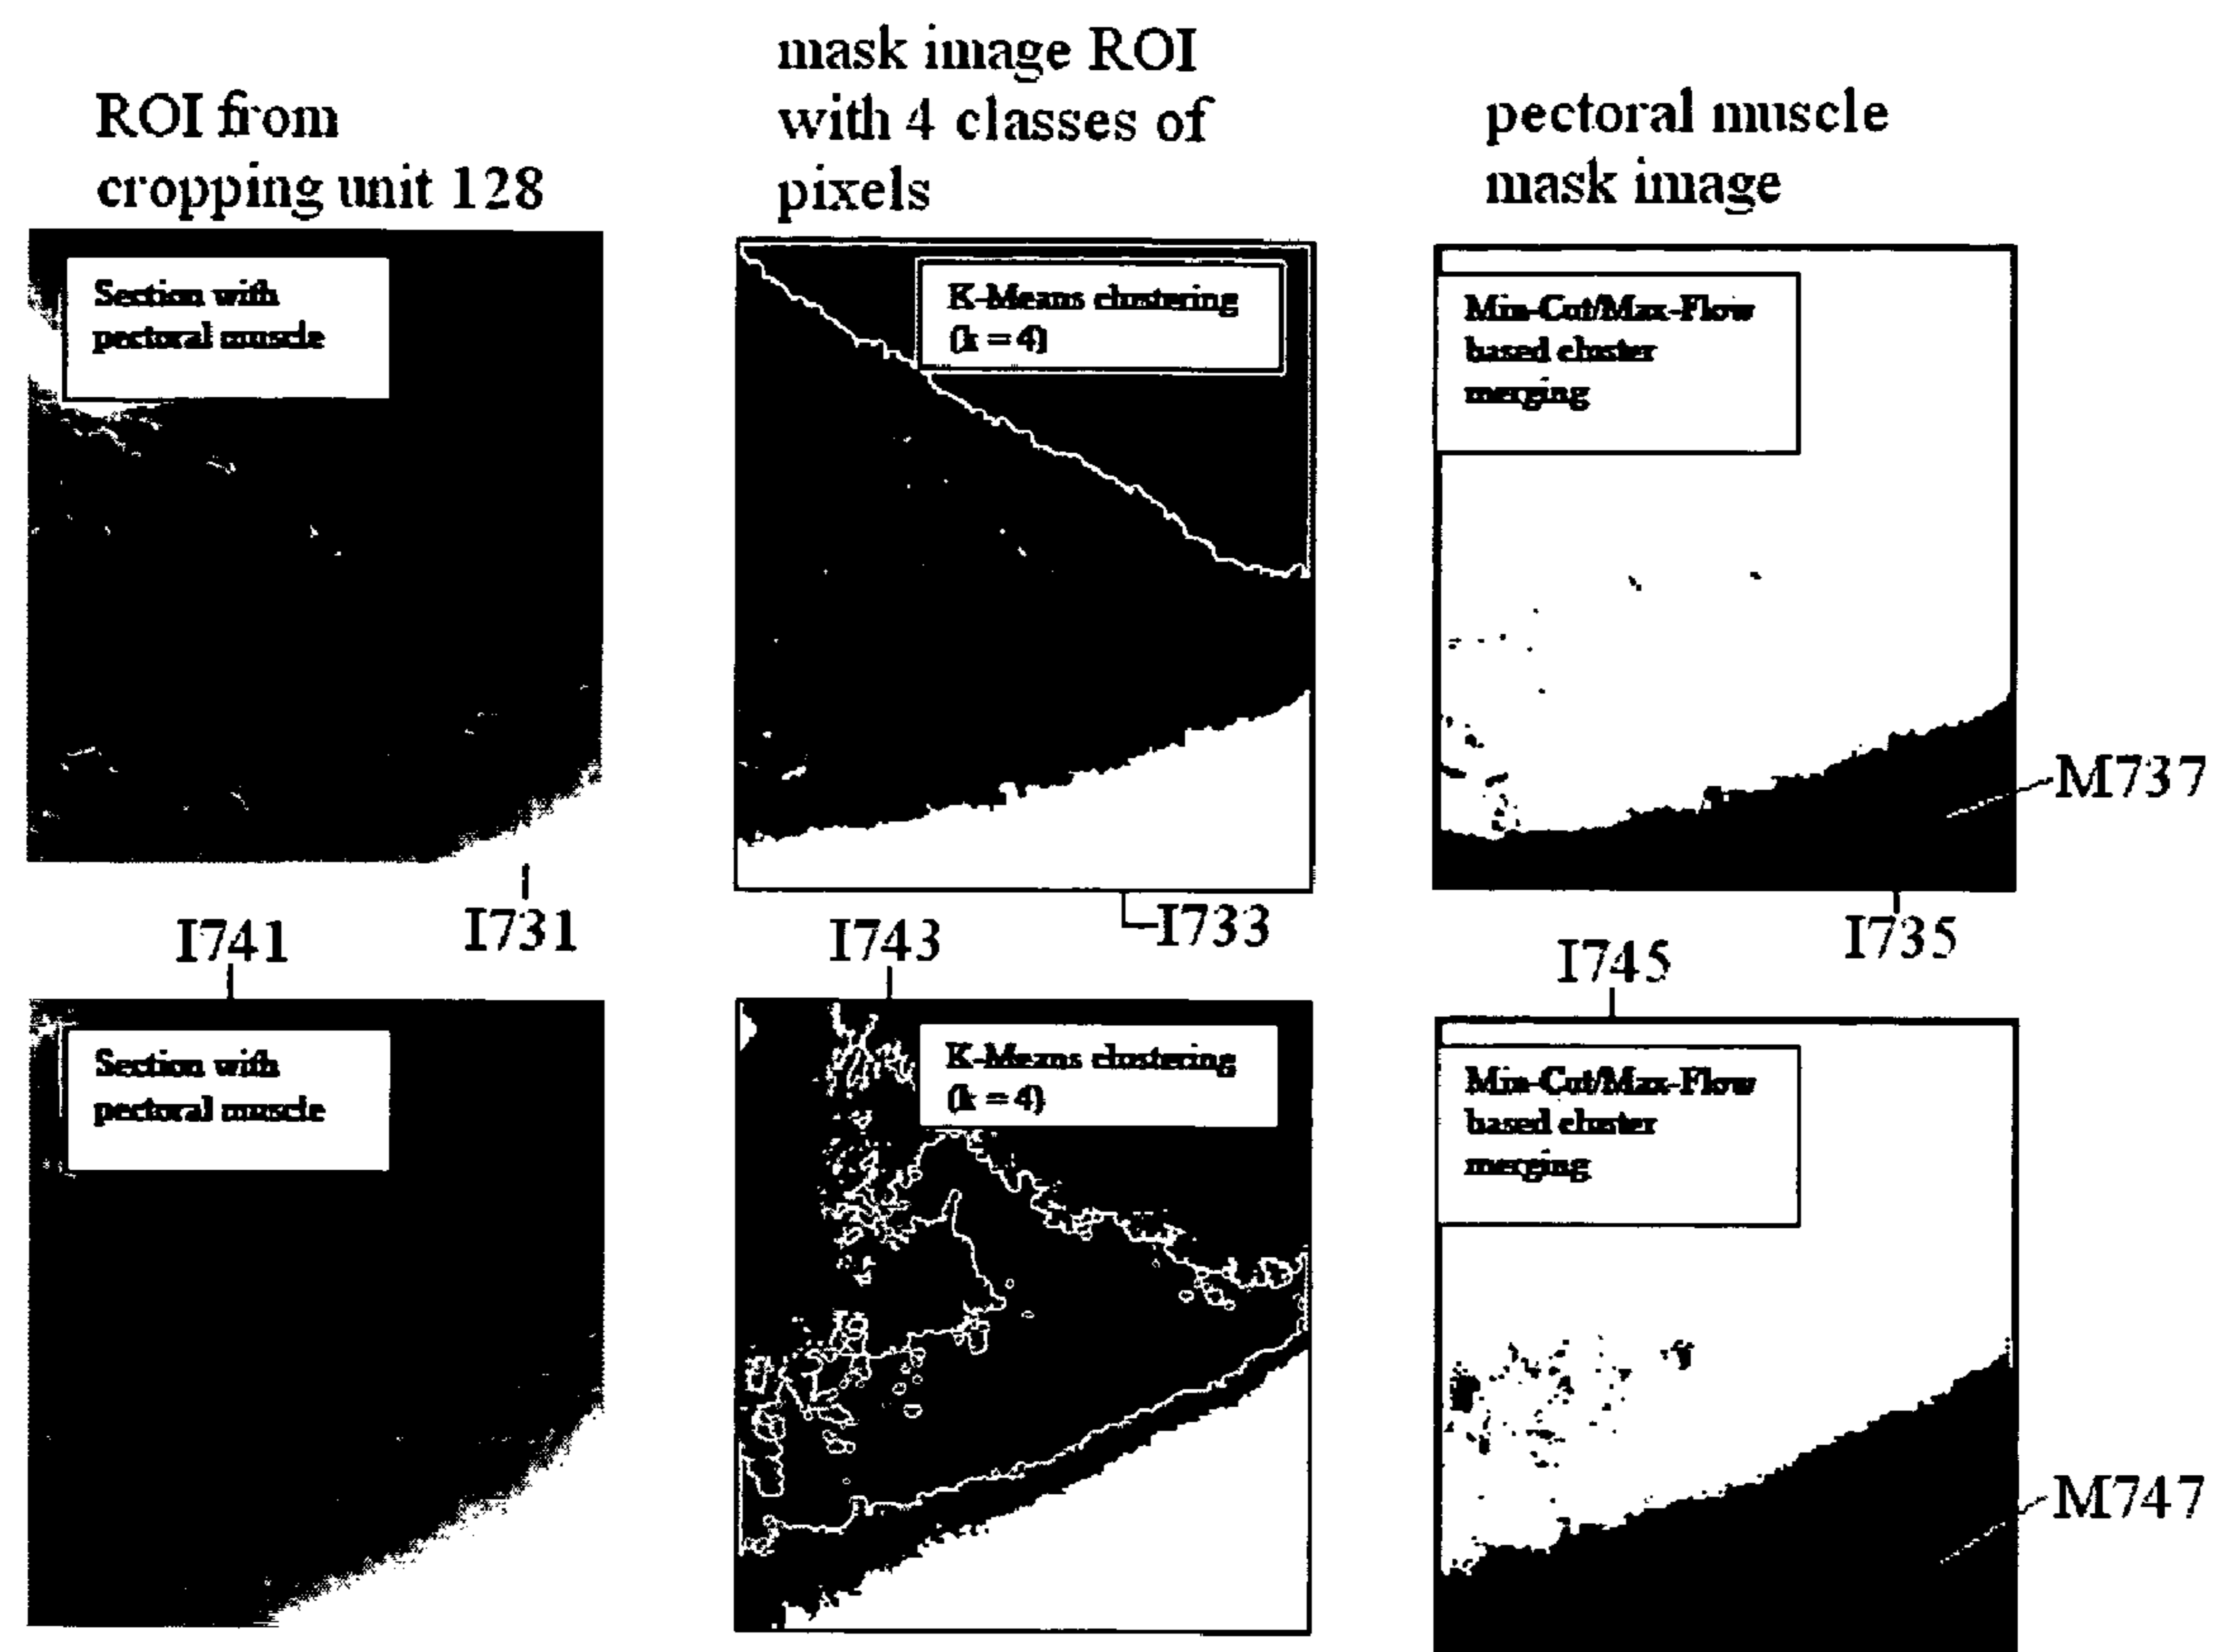 ROI from
cropping unit 128
mask image ROI
with 4 classes of
pixels
pectoral muscle
mask image
Section with
pectoral muscle
K-Means clustering
(k = 4)
Min-Cut/Max-Flow
based cluster
merging
M737
I731
I733
I735
I741
I743
I745
Section with
pectoral muscle
K-Means clustering
(k = 4)
Min-Cut/Max-Flow
based cluster
merging
M747